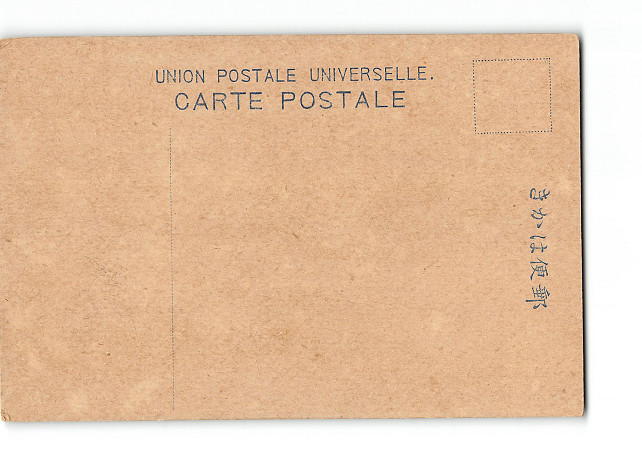 UNION POSTALE UNIVERSELLE.
CARTE POSTALE
郵便はかき